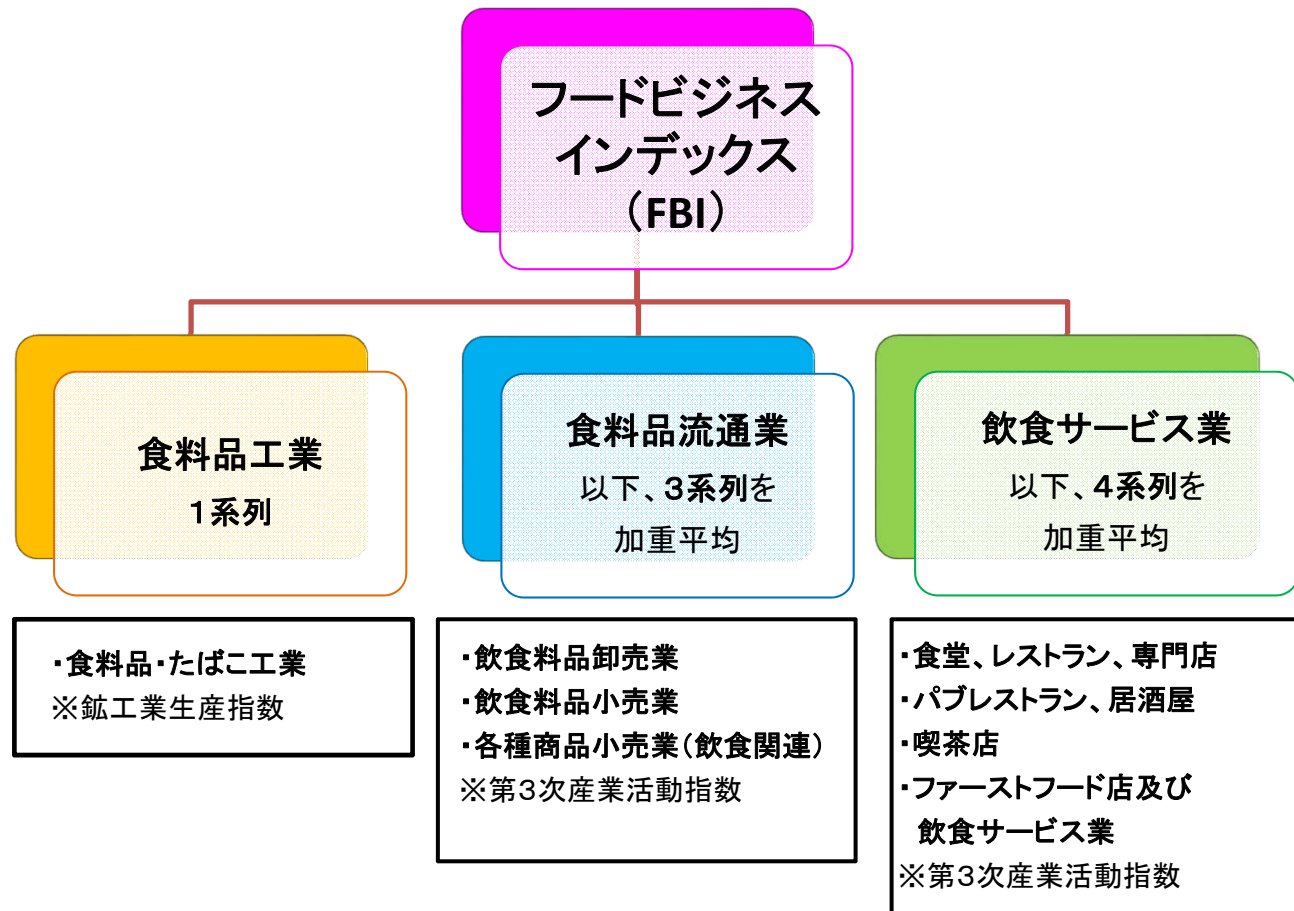 フードビジネス
インデックス
（FBI）
食料品工業
１系列
食料品流通業
以下、３系列を
加重平均
飲食サービス業
以下、４系列を
加重平均
・食料品・たばこ工業
※鉱工業生産指数
・飲食料品卸売業
・飲食料品小売業
・各種商品小売業（飲食関連）
※第３次産業活動指数
・食堂、レストラン、専門店
・パブレストラン、居酒屋
・喫茶店
・ファーストフード店及び
飲食サービス業
※第３次産業活動指数